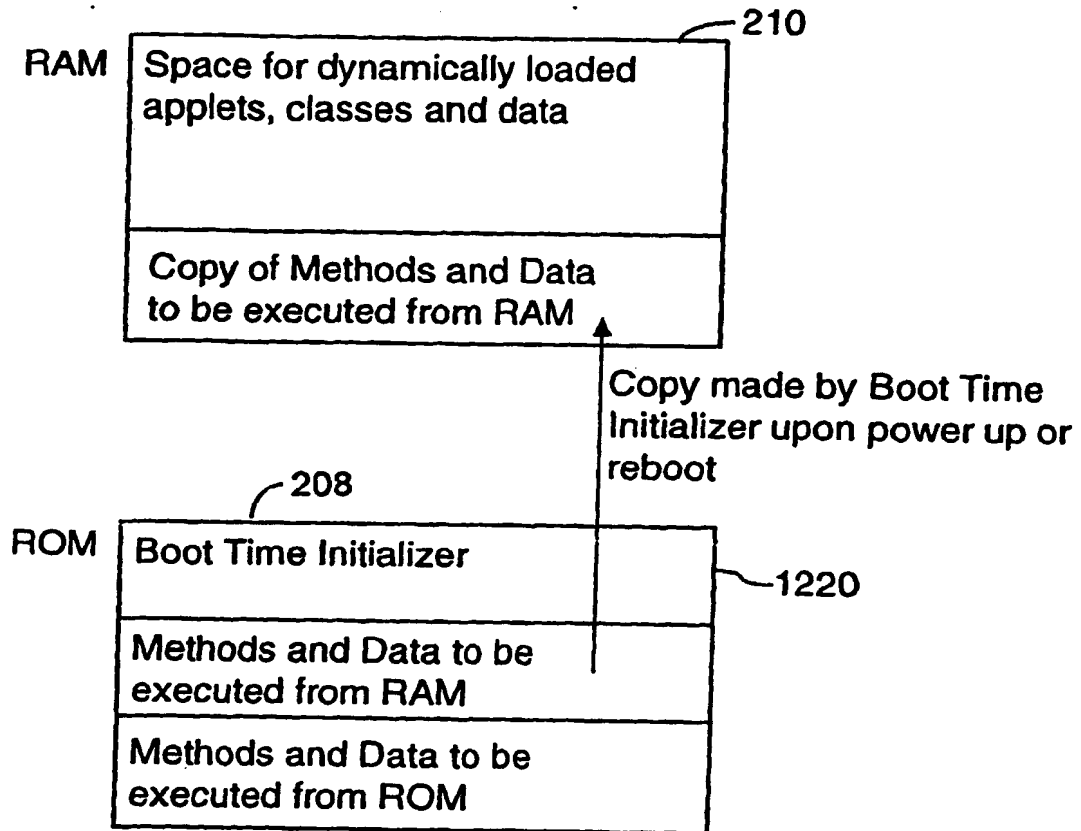 210
RAM
Space for dynamically loaded
applets, classes and data
Copy of Methods and Data
to be executed from RAM
Copy made by Boot Time
Initializer upon power up or
reboot
208
ROM
Boot Time Initializer
1220
Methods and Data to be
executed from RAM
Methods and Data to be
executed from ROM